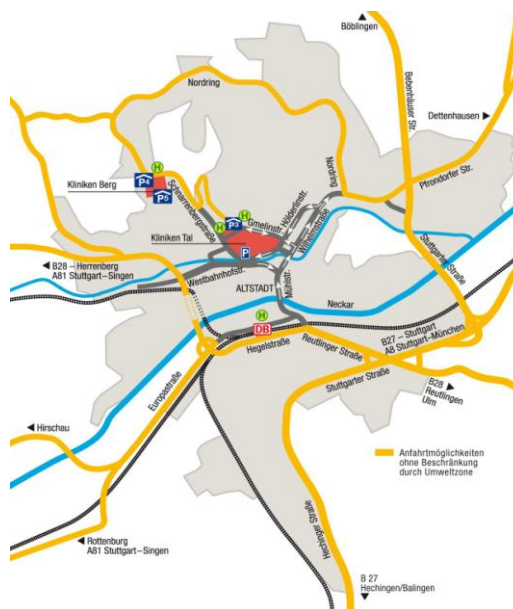 Böblingen
Nordring
Bebenhäuser Str.
Dettenhausen
H
P4
P5
Kliniken Berg
Schnarrenbergstraße
Nordring
Pfrondorfer Str.
H
H
P3
Gmelinstr.
Hölderlinstr.
Wilhelmstraße
Kliniken Tal
P
Stuttgarter Straße
B28 – Herrenberg
A81 Stuttgart–Singen
Westbahnhofstr.
ALTSTADT
Mühlstr.
Neckar
H
DB
Hegelstraße
Reutlinger Straße
B27 – Stuttgart
A8 Stuttgart–München
Stuttgarter Straße
B28
Reutlingen
Ulm
Europastraße
Hirschau
Anfahrtmöglichkeiten
ohne Beschränkung
durch Umweltzone
Hechinger Straße
Rottenburg
A81 Stuttgart–Singen
B 27
Hechingen/Balingen